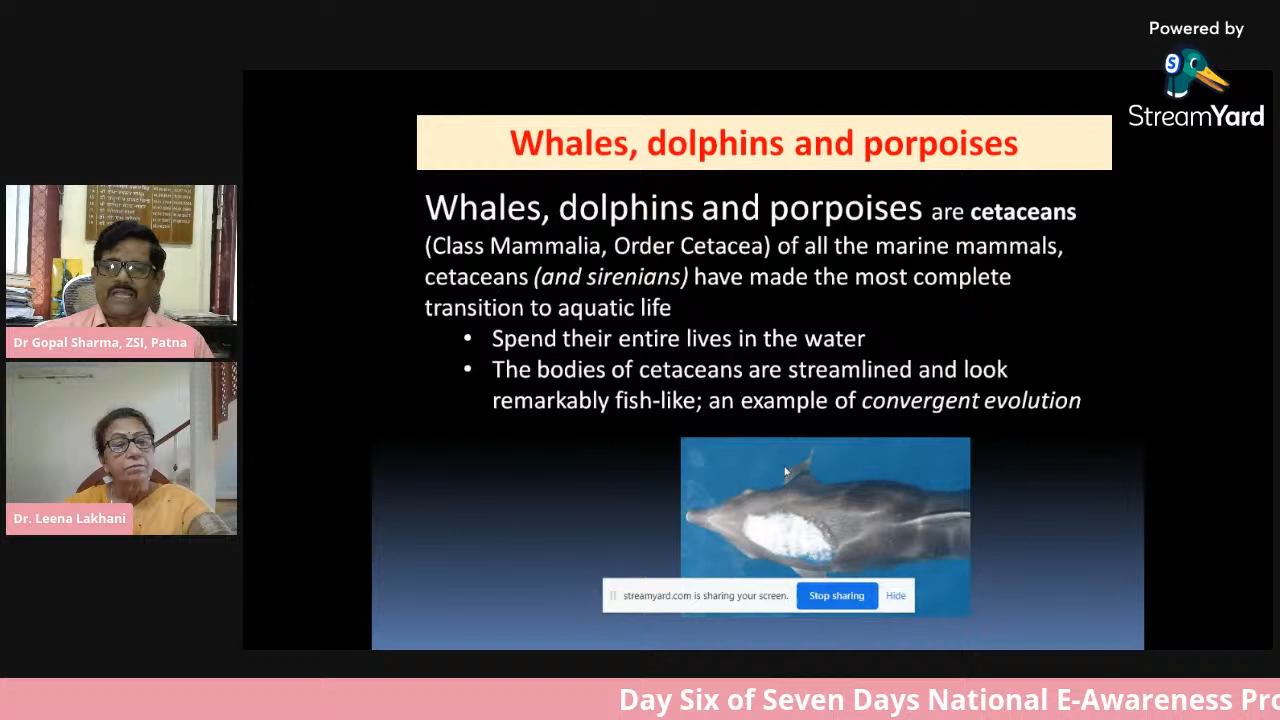 Powered by
StreamYard
Whales, dolphins and porpoises
Whales, dolphins and porpoises are cetaceans
(Class Mammalia, Order Cetacea) of all the marine mammals,
cetaceans (and sirenians) have made the most complete
transition to aquatic life
• Spend their entire lives in the water
• The bodies of cetaceans are streamlined and look
remarkably fish-like; an example of convergent evolution
Dr Gopal Sharma, ZSI, Patna
Dr. Leena Lakhani
streamyard.com is sharing your screen.
Stop sharing
Hide
Day Six of Seven Days National E-Awareness Pro